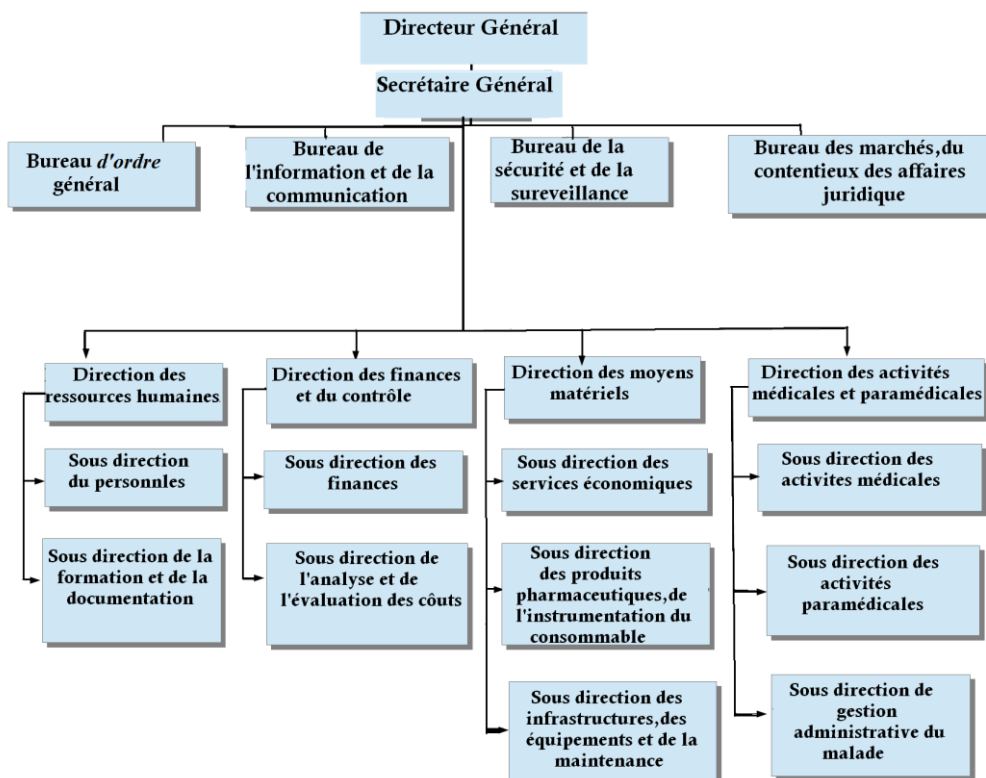 Directeur Général
Secrétaire Général
Bureau d'ordre
général
Bureau de
l'information et de la
communication
Bureau de la
sécurité et de la
sureveillance
Bureau des marchés,du
contentieux des affaires
juridique
Direction des
ressources humaines
Direction des finances
et du contrôle
Direction des moyens
matériels
Direction des activités
médicales et paramédicales
Sous direction
du personnles
Sous direction des
finances
Sous direction des
services économiques
Sous direction des
activites médicales
Sous direction de la
formation et de la
documentation
Sous direction de
l'analyse et de
l'évaluation des côuts
Sous direction
des produits
pharmaceutiques,de
l'instrumentation du
consommable
Sous direction des
activités
paramédicales
Sous direction des
infrastructures,des
équipements et de la
maintenance
Sous direction de
gestion
administrative du
malade